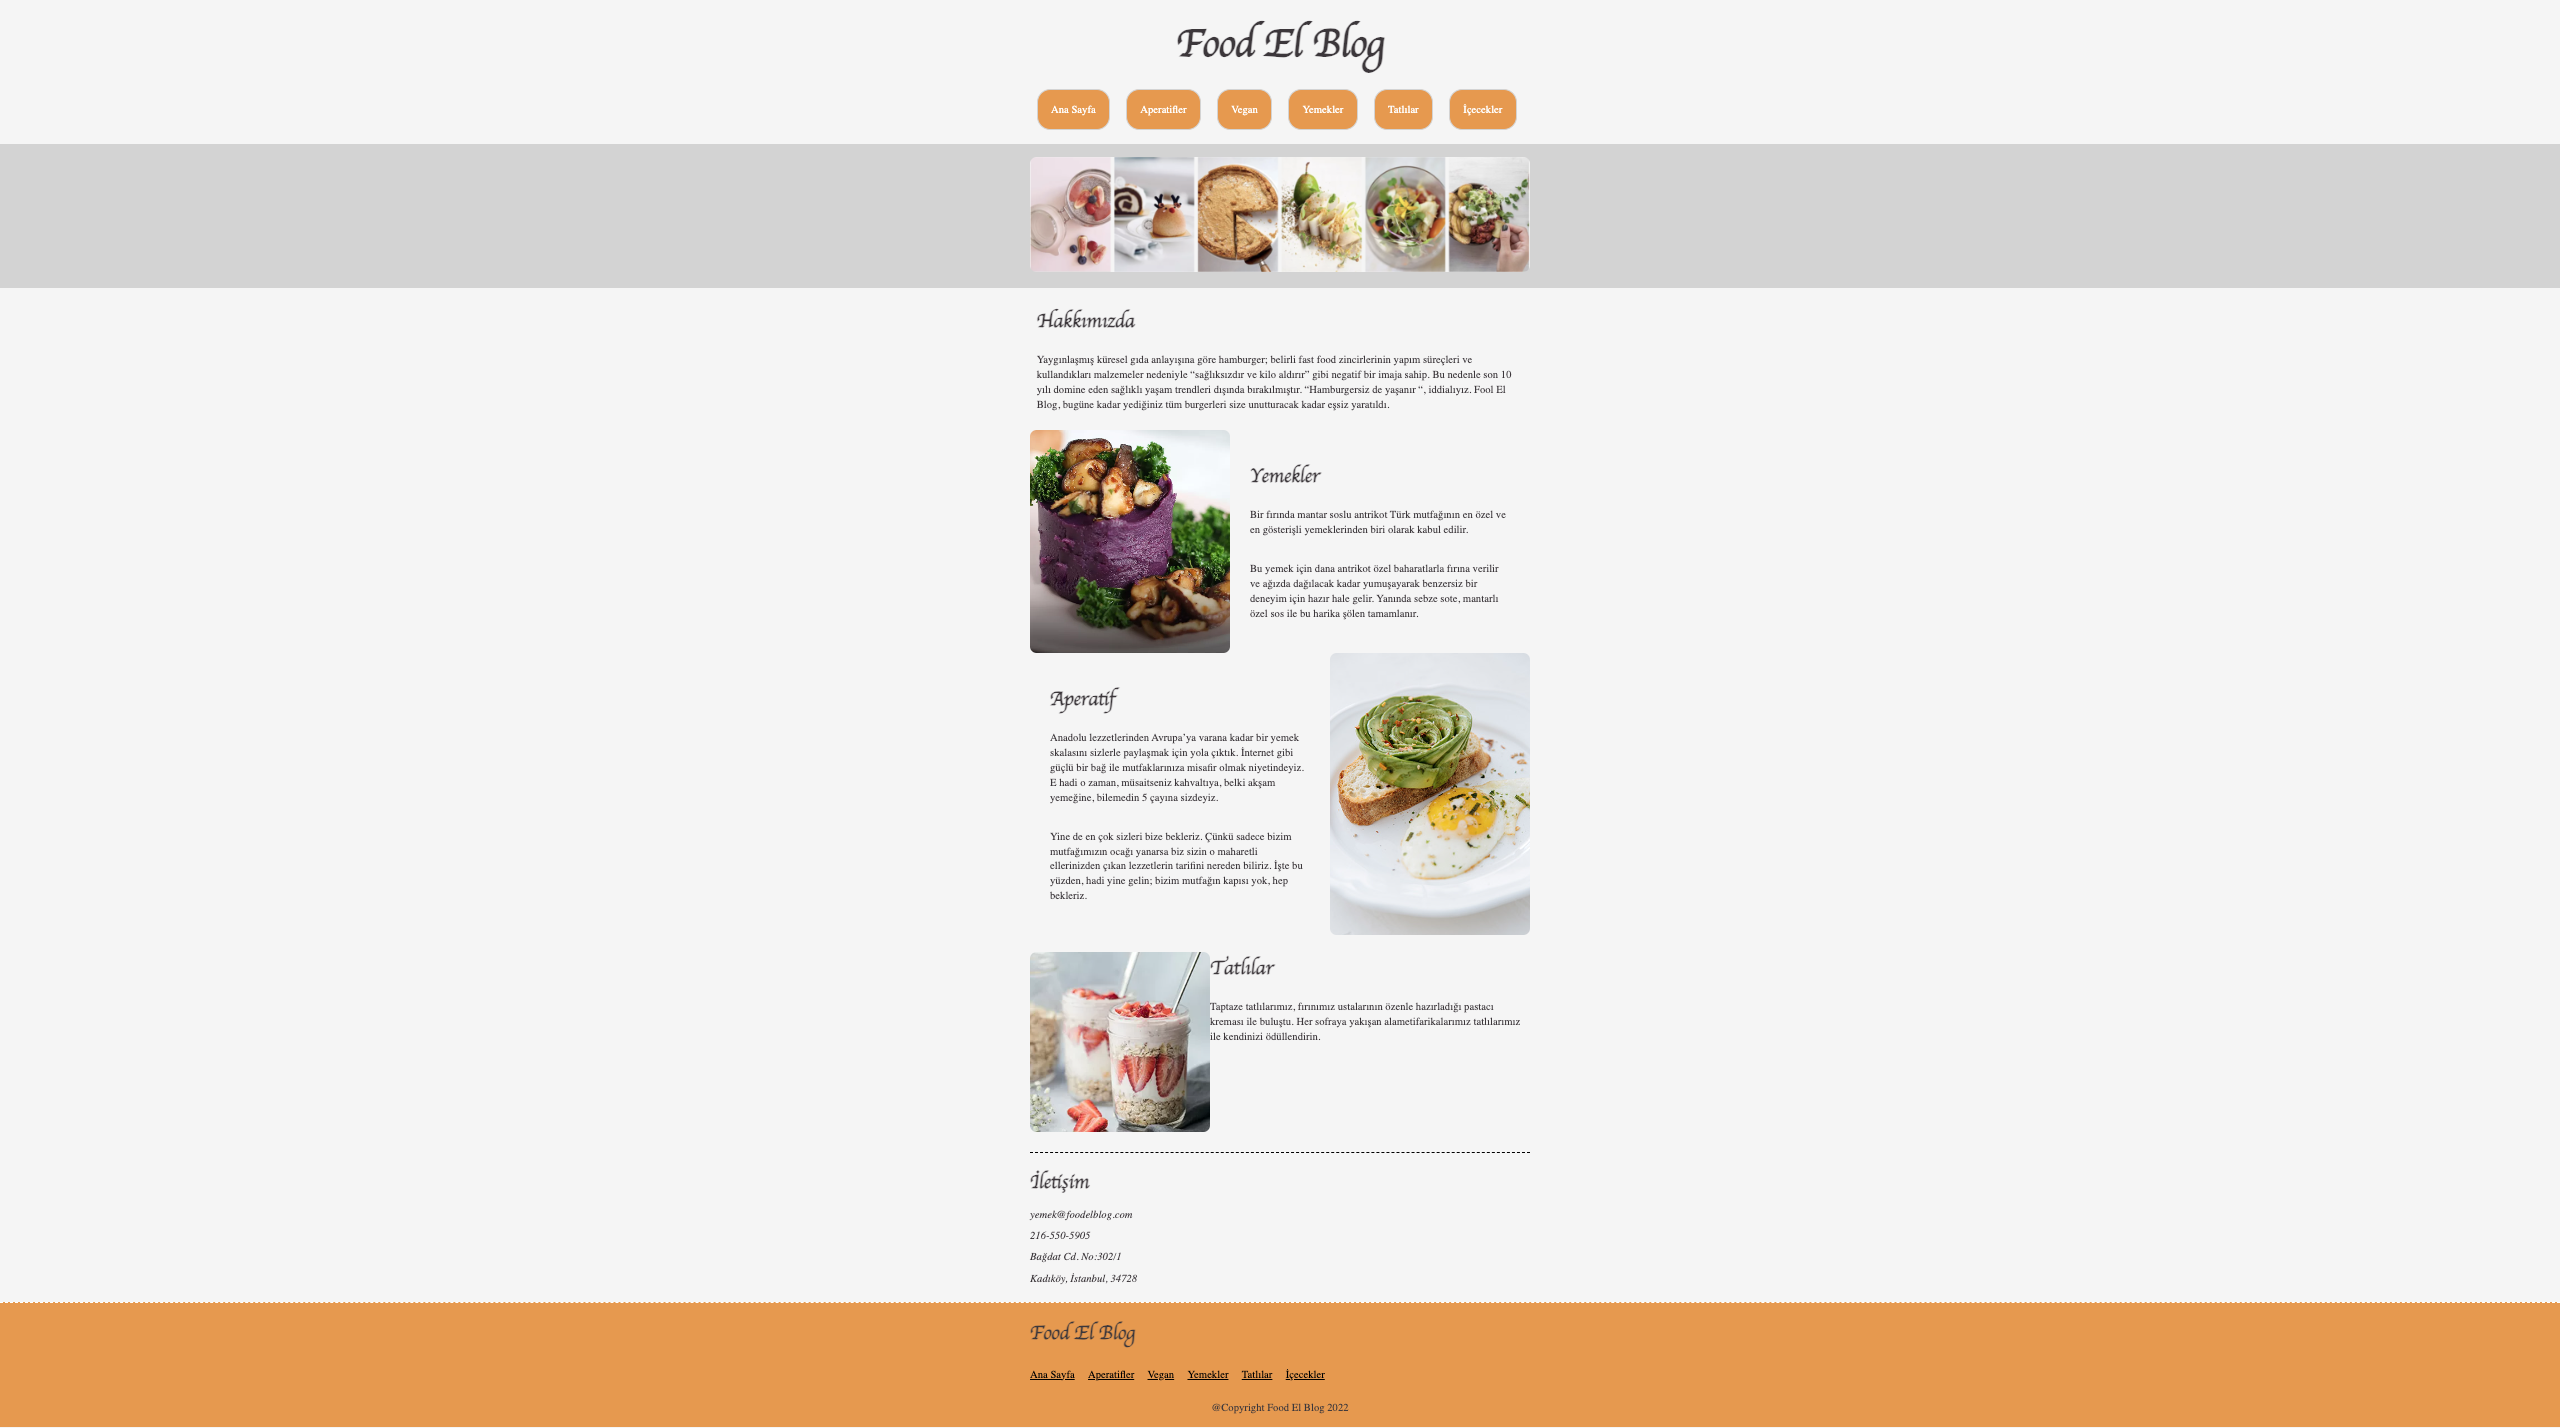 Food El Blog
Ana Sayfa
Aperatifler
Vegan
Yemekler
Tatlılar
İçecekler
Hakkımızda
Yaygınlaşmış küresel gıda anlayışına göre hamburger; belirli fast food zincirlerinin yapım süreçleri ve
kullandıkları malzemeler nedeniyle “sağlıksızdır ve kilo aldırır” gibi negatif bir imaja sahip. Bu nedenle son 10
yılı domine eden sağlıklı yaşam trendleri dışında bırakılmıştır. “Hamburgersiz de yaşanır “, iddialıyız. Fool El
Blog, bugüne kadar yediğiniz tüm burgerleri size unutturacak kadar eşsiz yaratıldı.
Yemekler
Bir fırında mantar soslu antrikot Türk mutfağının en özel ve
en gösterişli yemeklerinden biri olarak kabul edilir.
Bu yemek için dana antrikot özel baharatlarla fırına verilir
ve ağızda dağılacak kadar yumuşayarak benzersiz bir
deneyim için hazır hale gelir. Yanında sebze sote, mantarlı
özel sos ile bu harika şölen tamamlanır.
Aperatif
Anadolu lezzetlerinden Avrupa’ya varana kadar bir yemek
skalasını sizlerle paylaşmak için yola çıktık. İnternet gibi
güçlü bir bağ ile mutfaklarınıza misafir olmak niyetindeyiz.
E hadi o zaman, müsaitseniz kahvaltıya, belki akşam
yemeğine, bilemedin 5 çayına sizdeyiz.
Yine de en çok sizleri bize bekleriz. Çünkü sadece bizim
mutfağımızın ocağı yanarsa biz sizin o maharetli
ellerinizden çıkan lezzetlerin tarifini nereden biliriz. İşte bu
yüzden, hadi yine gelin; bizim mutfağın kapısı yok, hep
bekleriz.
Tatlılar
Taptaze tatlılarımız, fırınımız ustalarının özenle hazırladığı pastacı
kreması ile buluştu. Her sofraya yakışan alametifarikalarımız tatlılarımız
ile kendinizi ödüllendirin.
İletişim
yemek@foodelblog.com
216-550-5905
Bağdat Cd. No:302/1
Kadıköy, İstanbul, 34728
Food El Blog
Ana Sayfa Aperatifler Vegan Yemekler Tatlılar İçecekler
@Copyright Food El Blog 2022